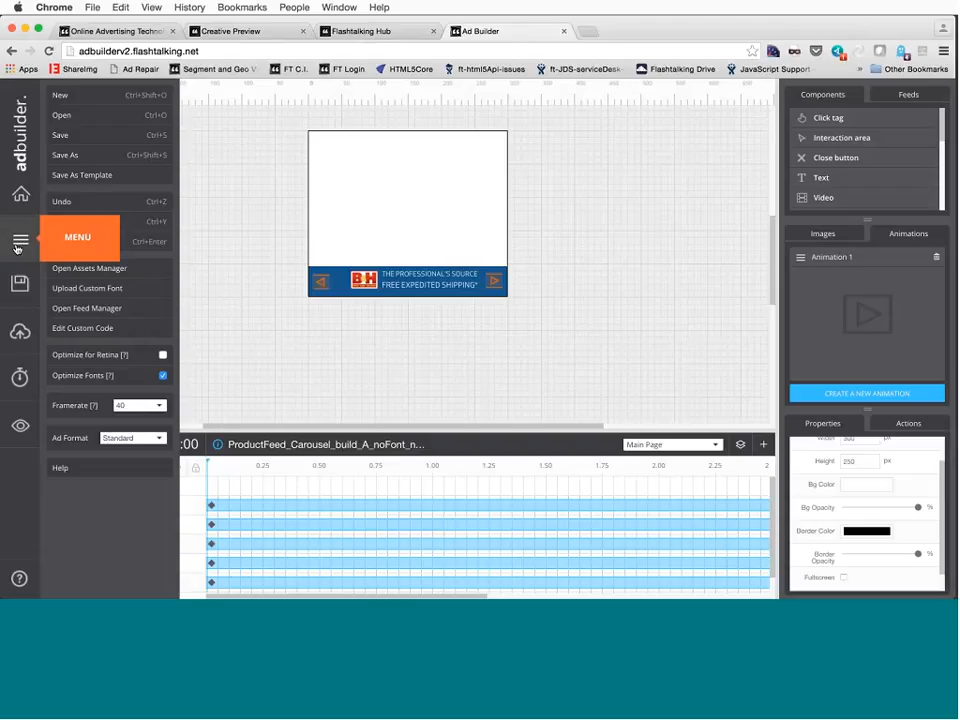 Chrome File Edit View History Bookmarks People Window Help
Online Advertising Techno Creative Preview Flashtalking Hub Ad Builder
adbuilderv2.flashtalking.net
Apps ShareImg Ad Repair Segment and Geo V FT C.I. FT Login HTML5Core ft-html5Api-issues ft-JDS-serviceDesk Flashtalking Drive JavaScript Support » Other Bookmarks
adbuilder.
New Ctrl+Shift+O
Open Ctrl+O
Save Ctrl+S
Save As Ctrl+Shift+S
Save As Template
Undo Ctrl+Z
Ctrl+Y
Ctrl+Enter
MENU
Open Assets Manager
Upload Custom Font
Open Feed Manager
Edit Custom Code
Optimize for Retina [?]
Optimize Fonts [?]
Framerate [?] 40
Ad Format Standard
Help
B&H
THE PROFESSIONAL'S SOURCE
FREE EXPEDITED SHIPPING*
:00 ProductFeed_Carousel_build_A_noFont_n... Main Page
0.25 0.50 0.75 1.00 1.25 1.50 1.75 2.00 2
Components Feeds
Click tag
Interaction area
Close button
Text
Video
Images Animations
Animation 1
CREATE A NEW ANIMATION
Properties Actions
Width 300 px
Height 250 px
Bg Color
Bg Opacity %
Border Color
Border
Opacity %
Fullscreen